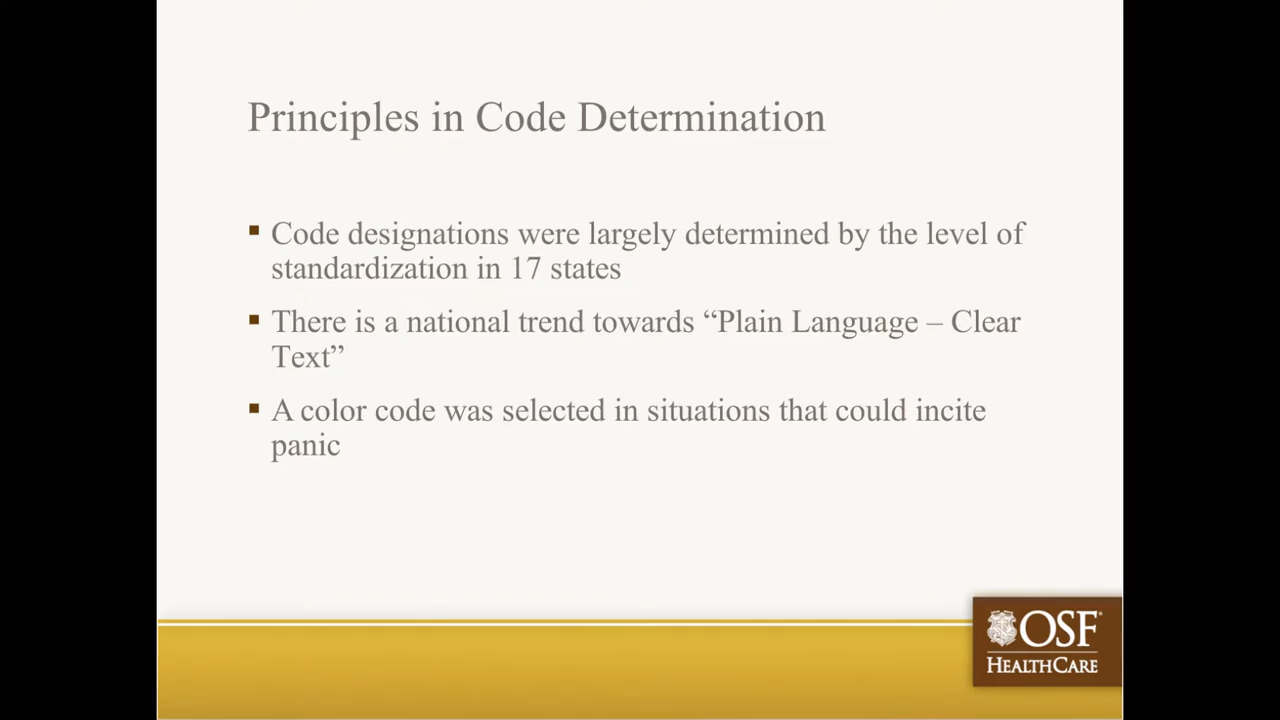 Principles in Code Determination
▪ Code designations were largely determined by the level of
standardization in 17 states
▪ There is a national trend towards “Plain Language – Clear
Text”
▪ A color code was selected in situations that could incite
panic
OSF
HEALTHCARE